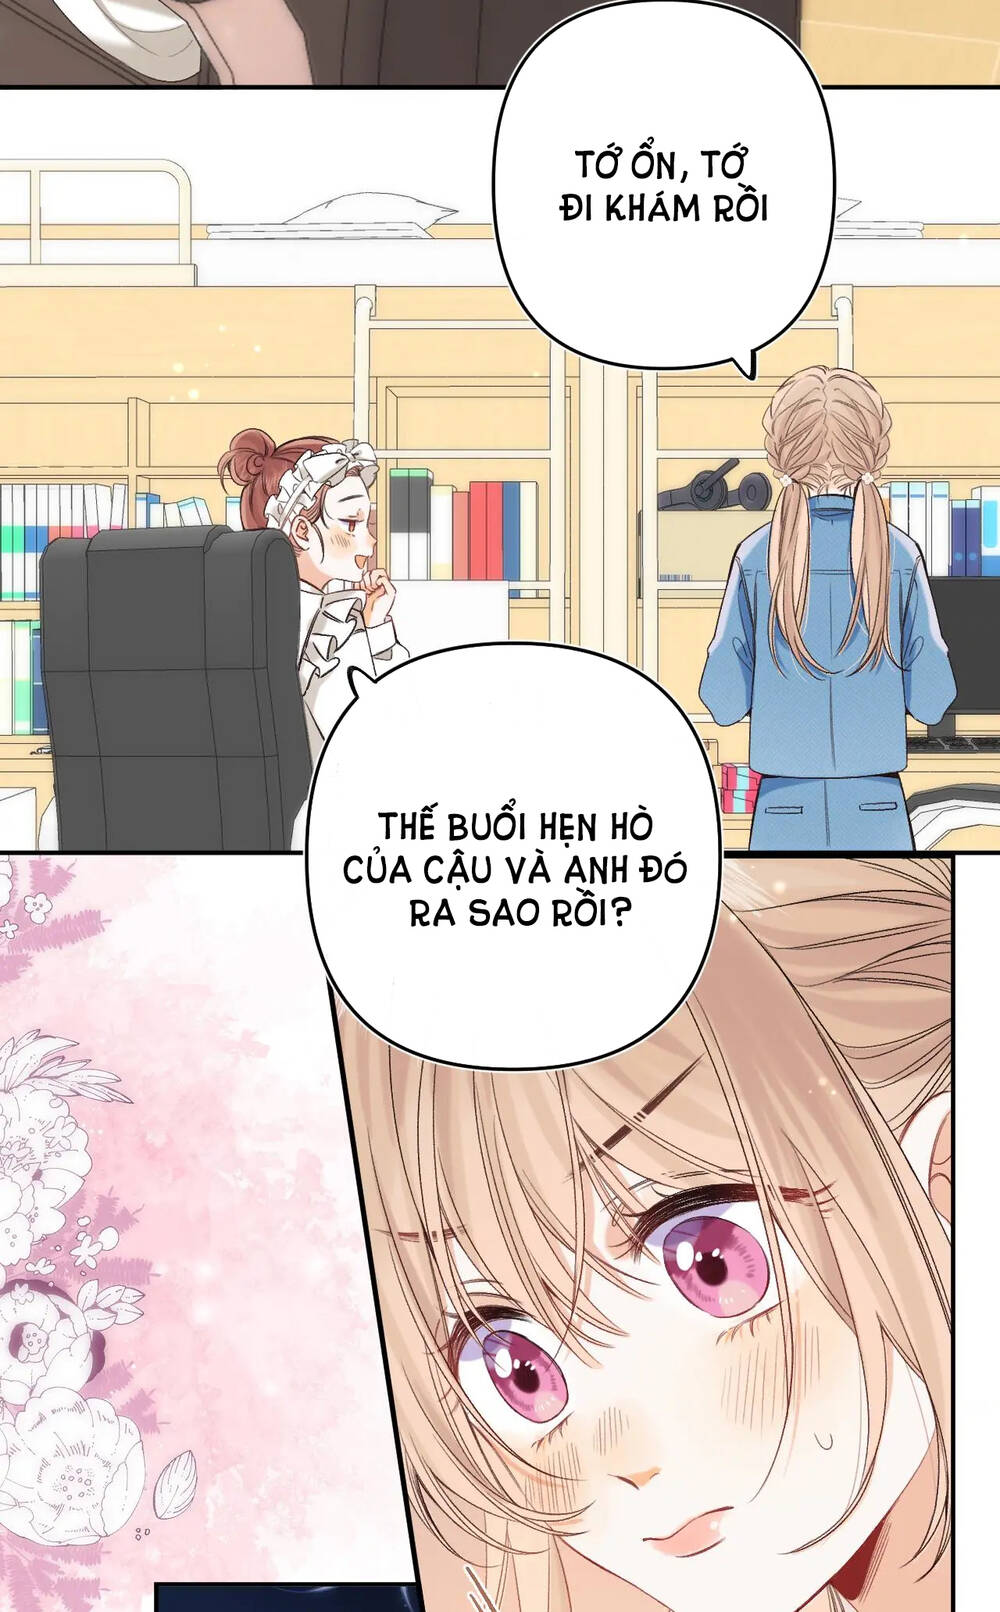 TỚ ỔN, TỚ
ĐI KHÁM RỒI
THẾ BUỔI HẸN HÒ
CỦA CẬU VÀ ANH ĐÓ
RA SAO RỒI?